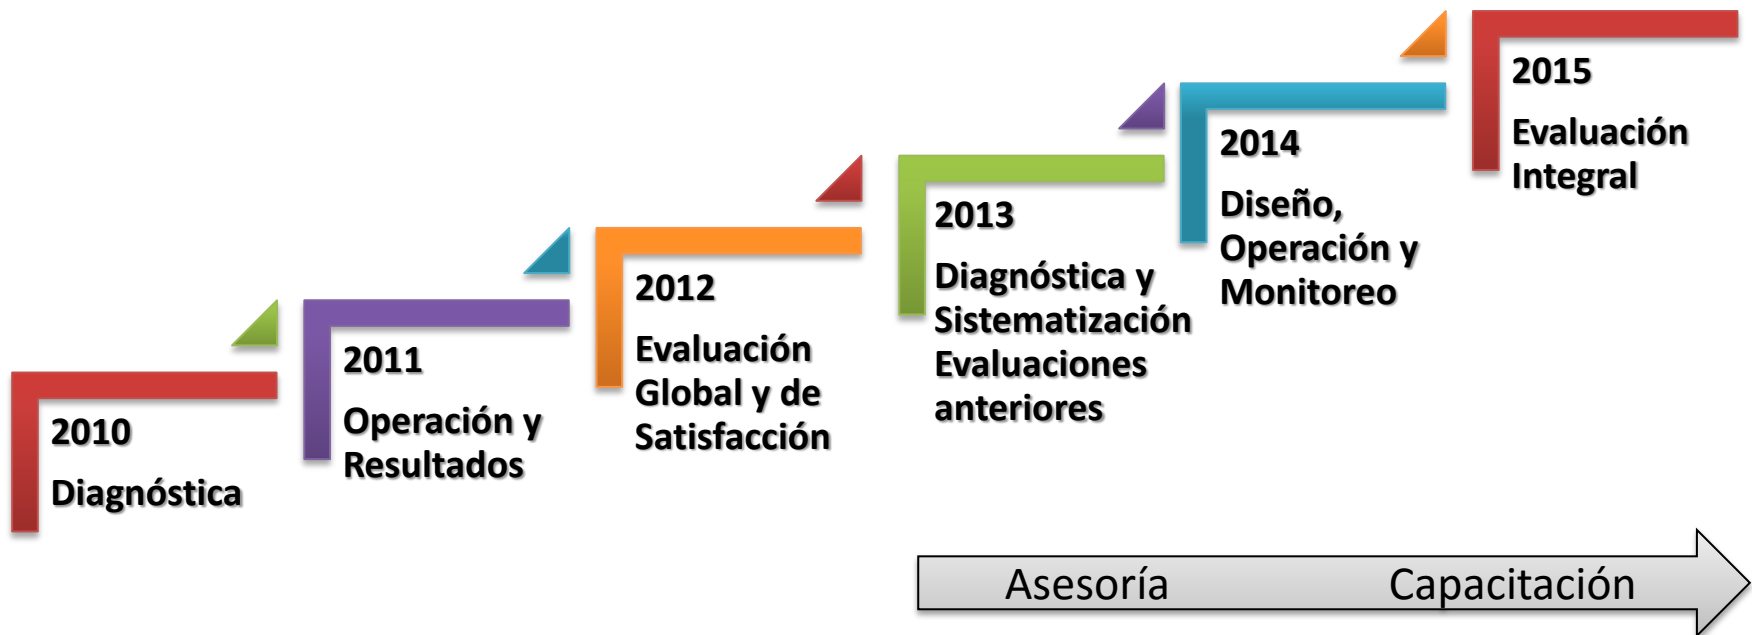 2010
Diagnóstica
2011
Operación y
Resultados
2012
Evaluación
Global y de
Satisfacción
2013
Diagnóstica y
Sistematización
Evaluaciones
anteriores
2014
Diseño,
Operación y
Monitoreo
2015
Evaluación
Integral
Asesoría Capacitación